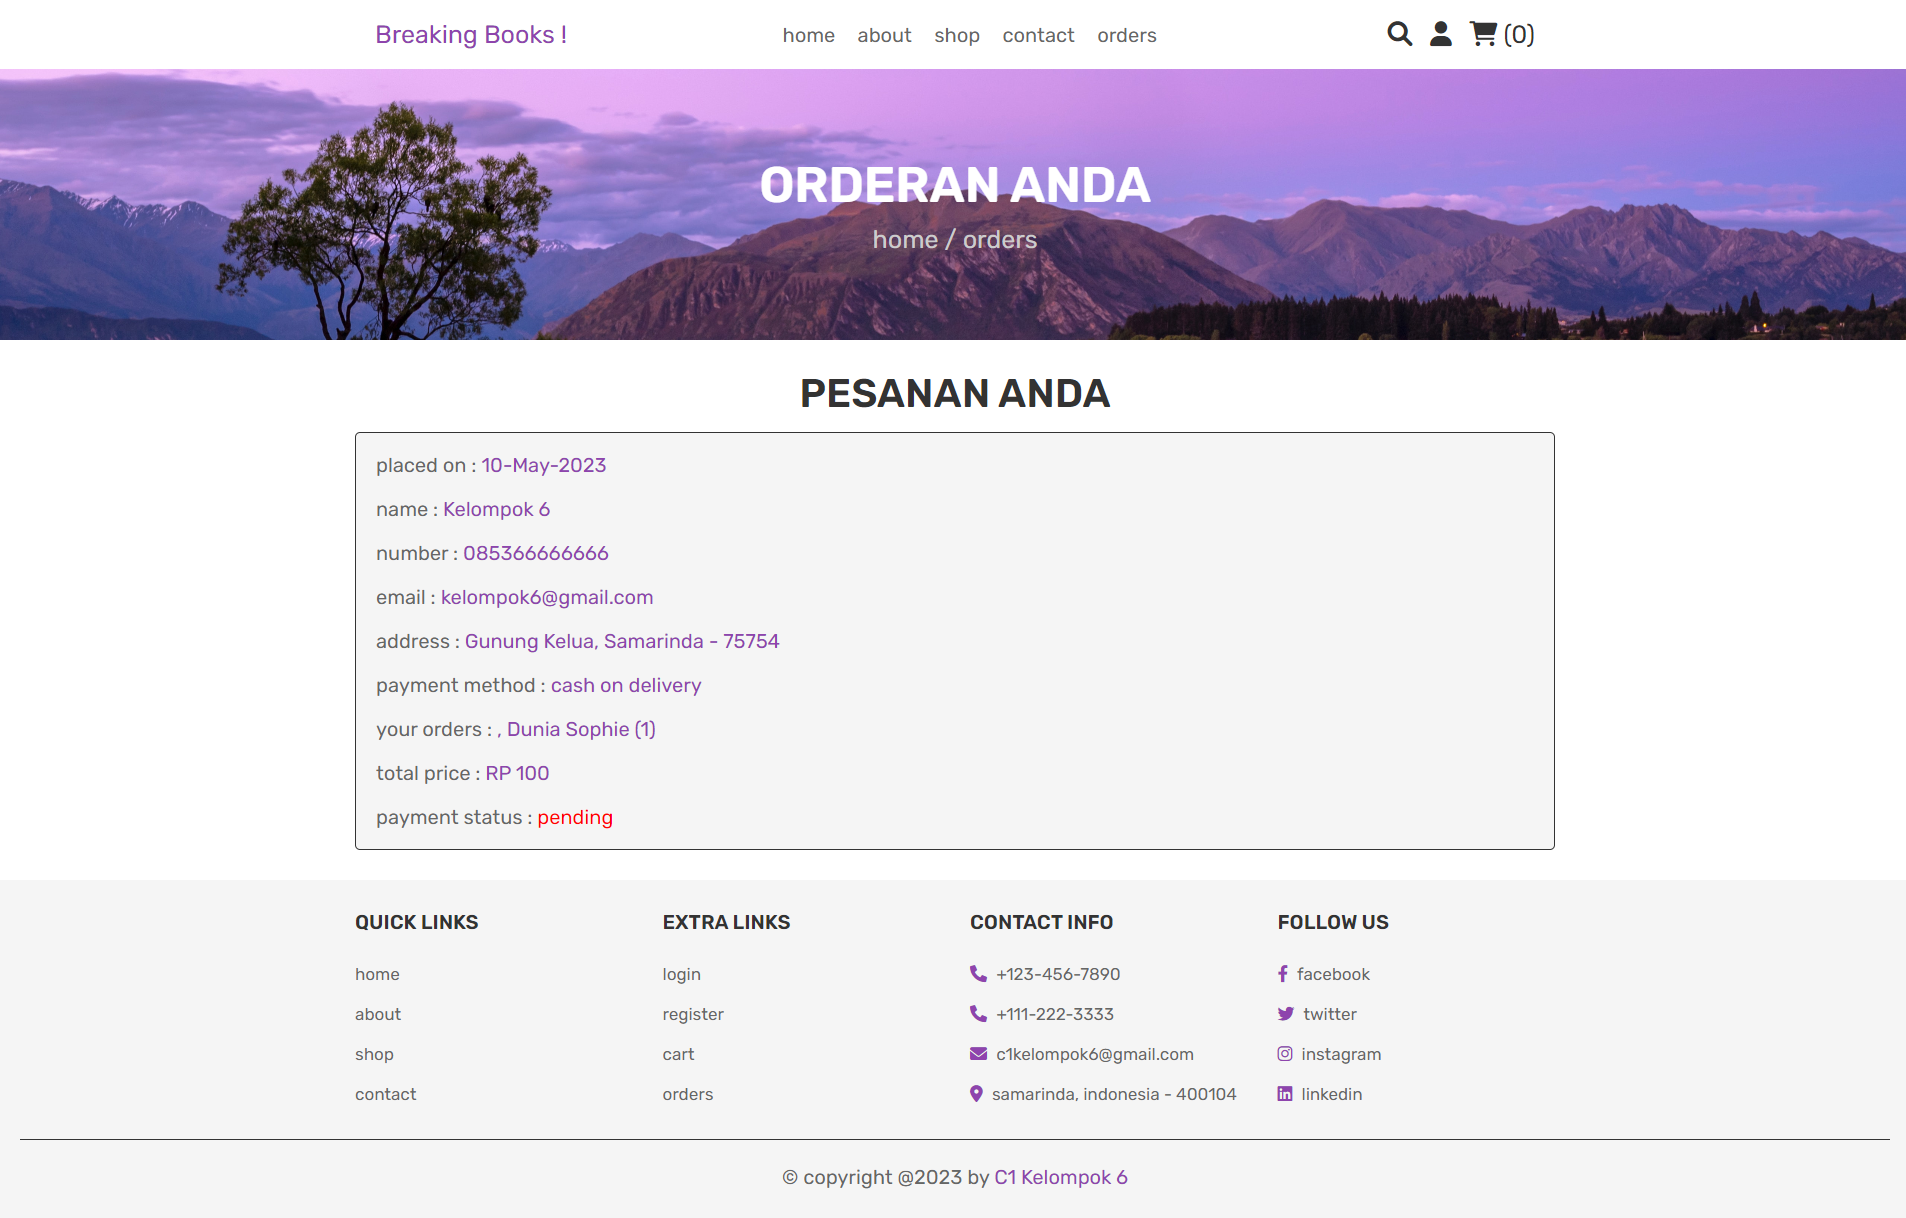 Breaking Books !
home about shop contact orders
(0)
ORDERAN ANDA
home / orders
PESANAN ANDA
placed on : 10-May-2023
name : Kelompok 6
number : 085366666666
email : kelompok6@gmail.com
address : Gunung Kelua, Samarinda - 75754
payment method : cash on delivery
your orders : , Dunia Sophie (1)
total price : RP 100
payment status : pending
QUICK LINKS
home
about
shop
contact
EXTRA LINKS
login
register
cart
orders
CONTACT INFO
+123-456-7890
+111-222-3333
c1kelompok6@gmail.com
samarinda, indonesia - 400104
FOLLOW US
facebook
twitter
instagram
linkedin
© copyright @2023 by C1 Kelompok 6